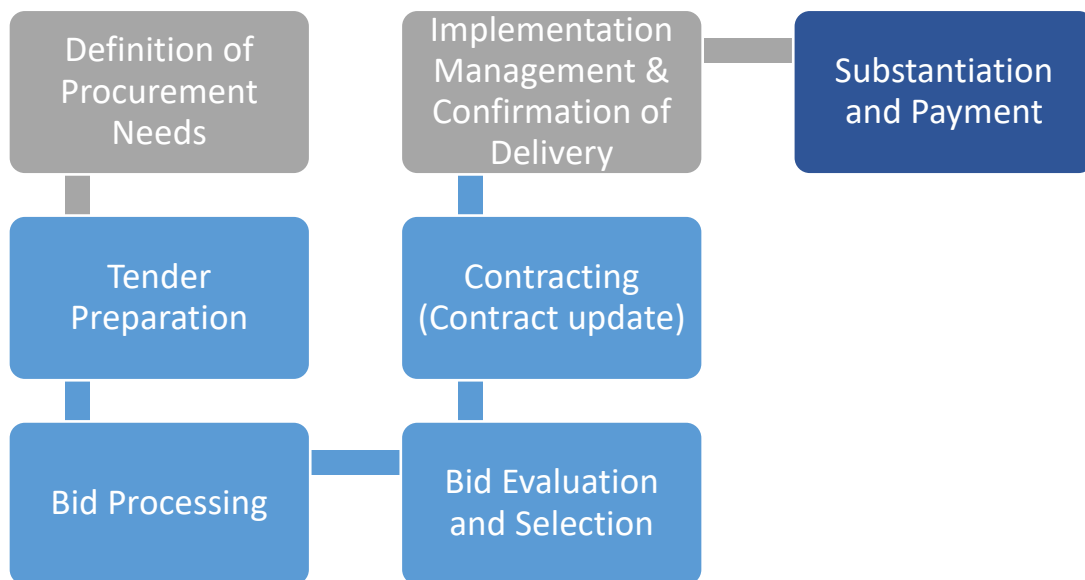 Definition of
Procurement
Needs
Tender
Preparation
Bid Processing
Bid Evaluation
and Selection
Contracting
(Contract update)
Implementation
Management &
Confirmation of
Delivery
Substantiation
and Payment